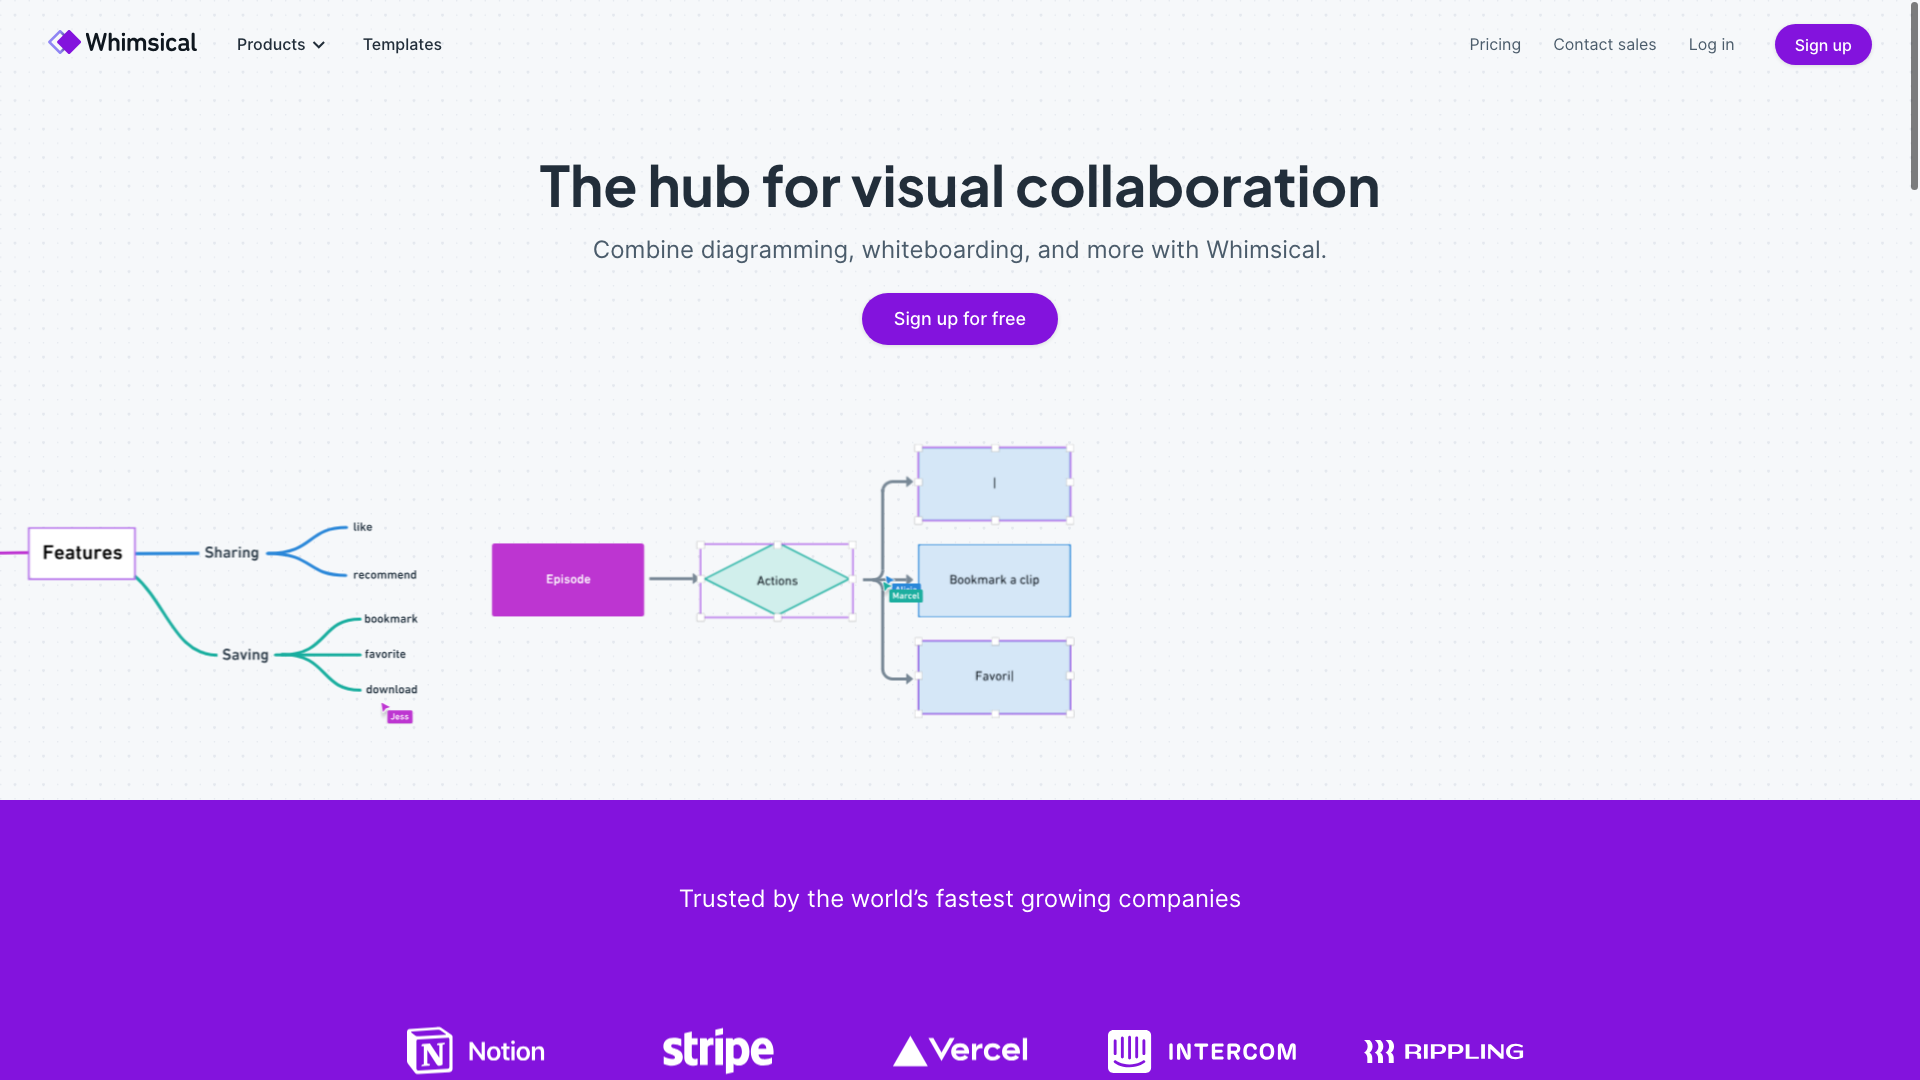 Whimsical
Products
Templates
Pricing
Contact sales
Log in
Sign up
The hub for visual collaboration
Combine diagramming, whiteboarding, and more with Whimsical.
Sign up for free
Features
Sharing
like
recommend
Saving
bookmark
favorite
download
Jess
Episode
Actions
Bookmark a clip
Marcel
Favori
Trusted by the world’s fastest growing companies
Notion
stripe
Vercel
INTERCOM
RIPPLING